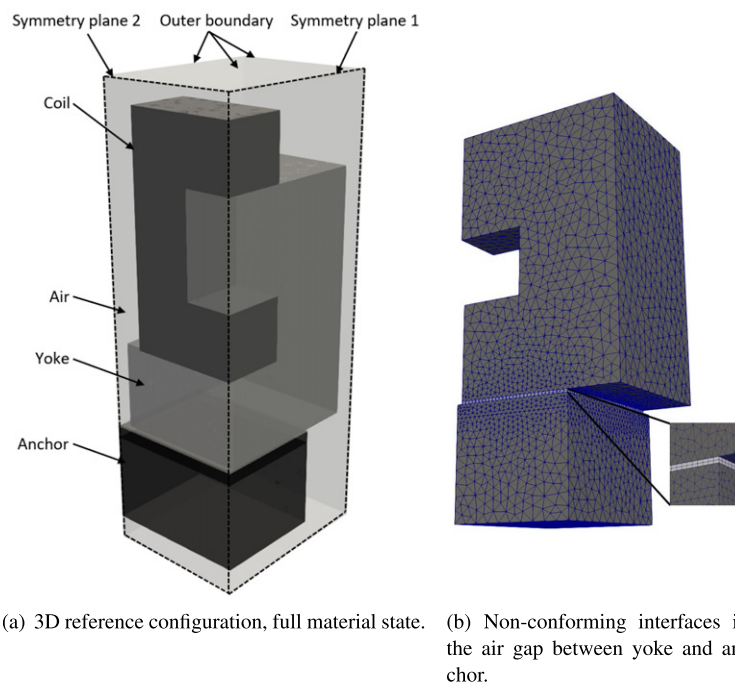 Symmetry plane 2 Outer boundary Symmetry plane 1
Coil
Air
Yoke
Anchor
(a) 3D reference configuration, full material state.
(b) Non-conforming interfaces
the air gap between yoke and
chor.